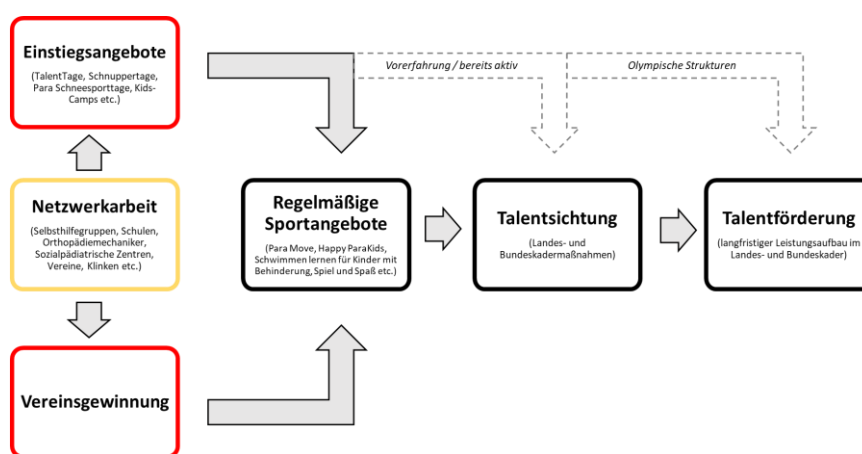 Einstiegsangebote
(TalentTage, Schnuppertage,
Para Schneesporttage, Kids-
Camps etc.)
Vorerfahrung / bereits aktiv
Olympische Strukturen
Netzwerkarbeit
(Selbsthilfegruppen, Schulen,
Orthopädiemechaniker,
Sozialpädiatrische Zentren,
Vereine, Kliniken etc.)
Regelmäßige
Sportangebote
(Para Move, Happy ParaKids,
Schwimmen lernen für Kinder mit
Behinderung, Spiel und Spaß etc.)
Talentsichtung
(Landes- und
Bundeskadermaßnahmen)
Talentförderung
(langfristiger Leistungsaufbau im
Landes- und Bundeskader)
Vereinsgewinnung